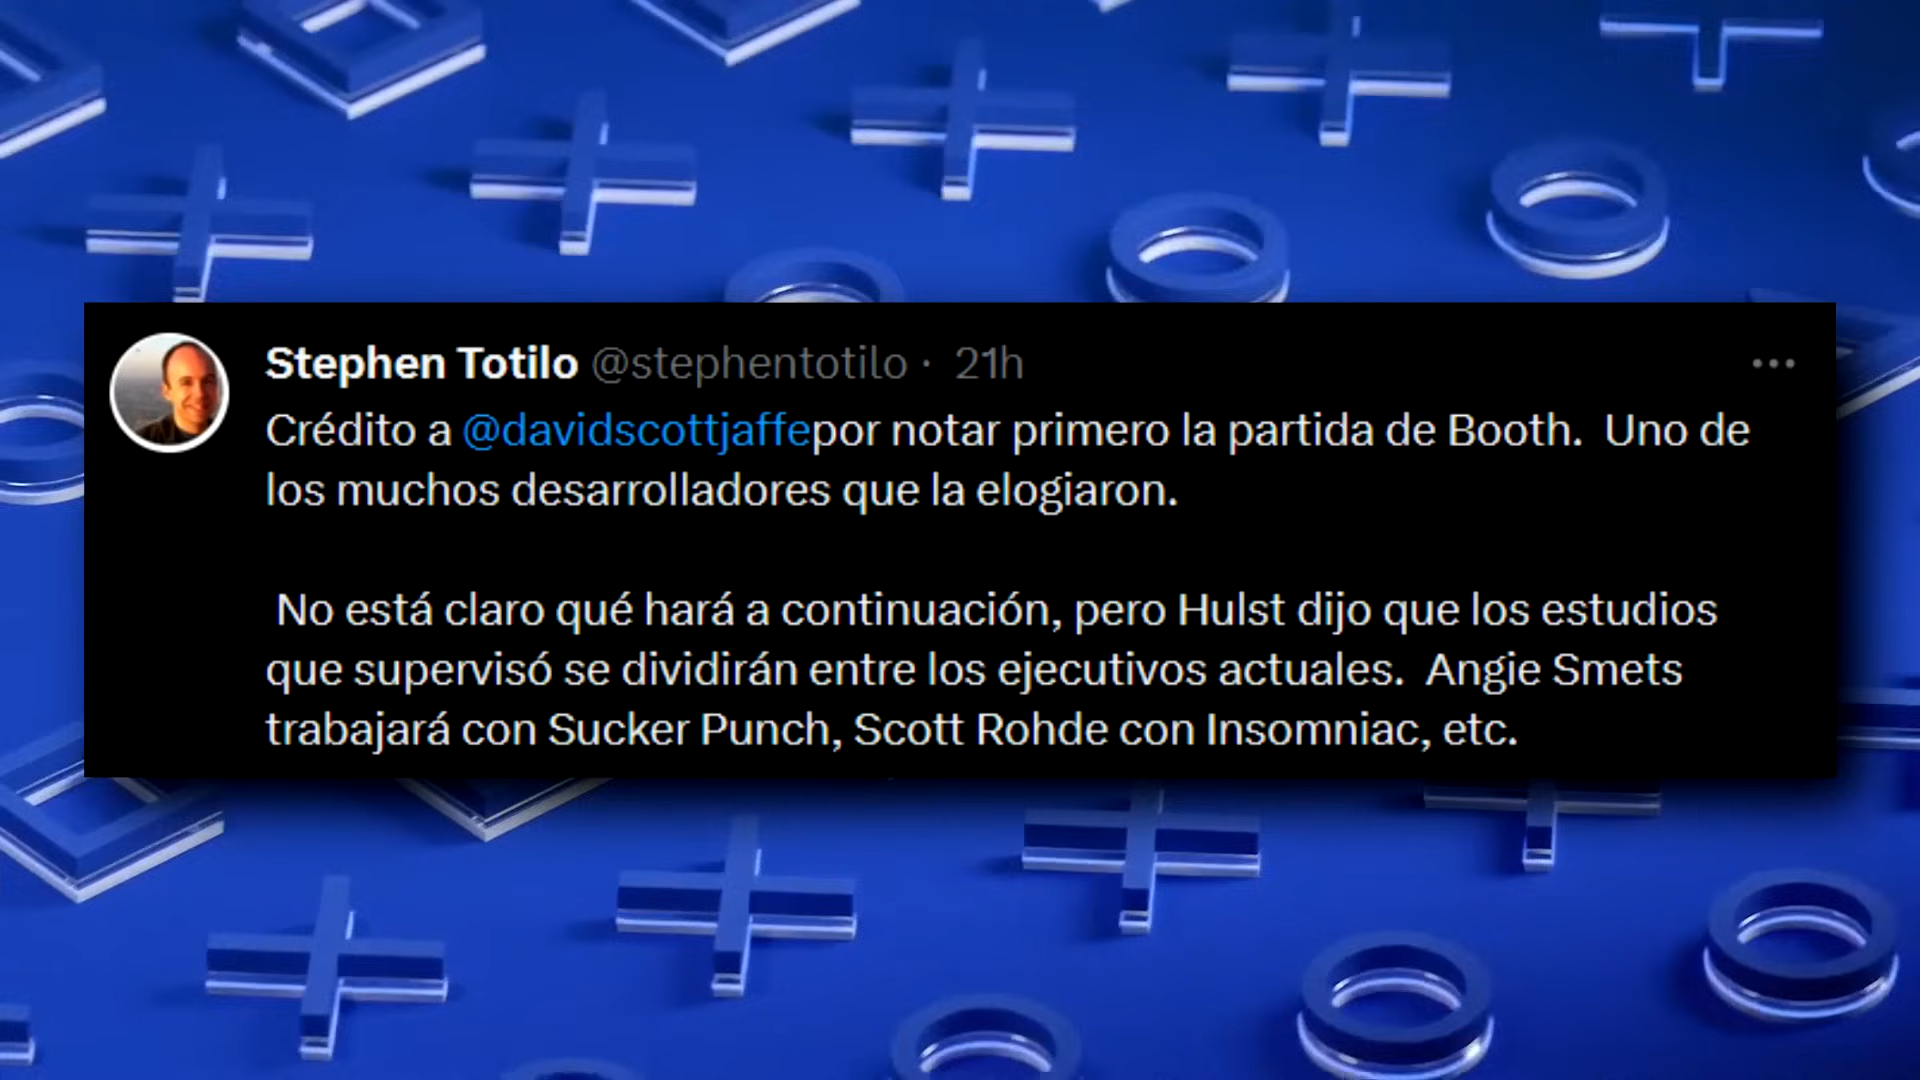 Stephen Totilo @stephentotilo · 21h
Crédito a @davidscottjaffepor notar primero la partida de Booth.  Uno de
los muchos desarrolladores que la elogiaron.
No está claro qué hará a continuación, pero Hulst dijo que los estudios
que supervisó se dividirán entre los ejecutivos actuales.  Angie Smets
trabajará con Sucker Punch, Scott Rohde con Insomniac, etc.